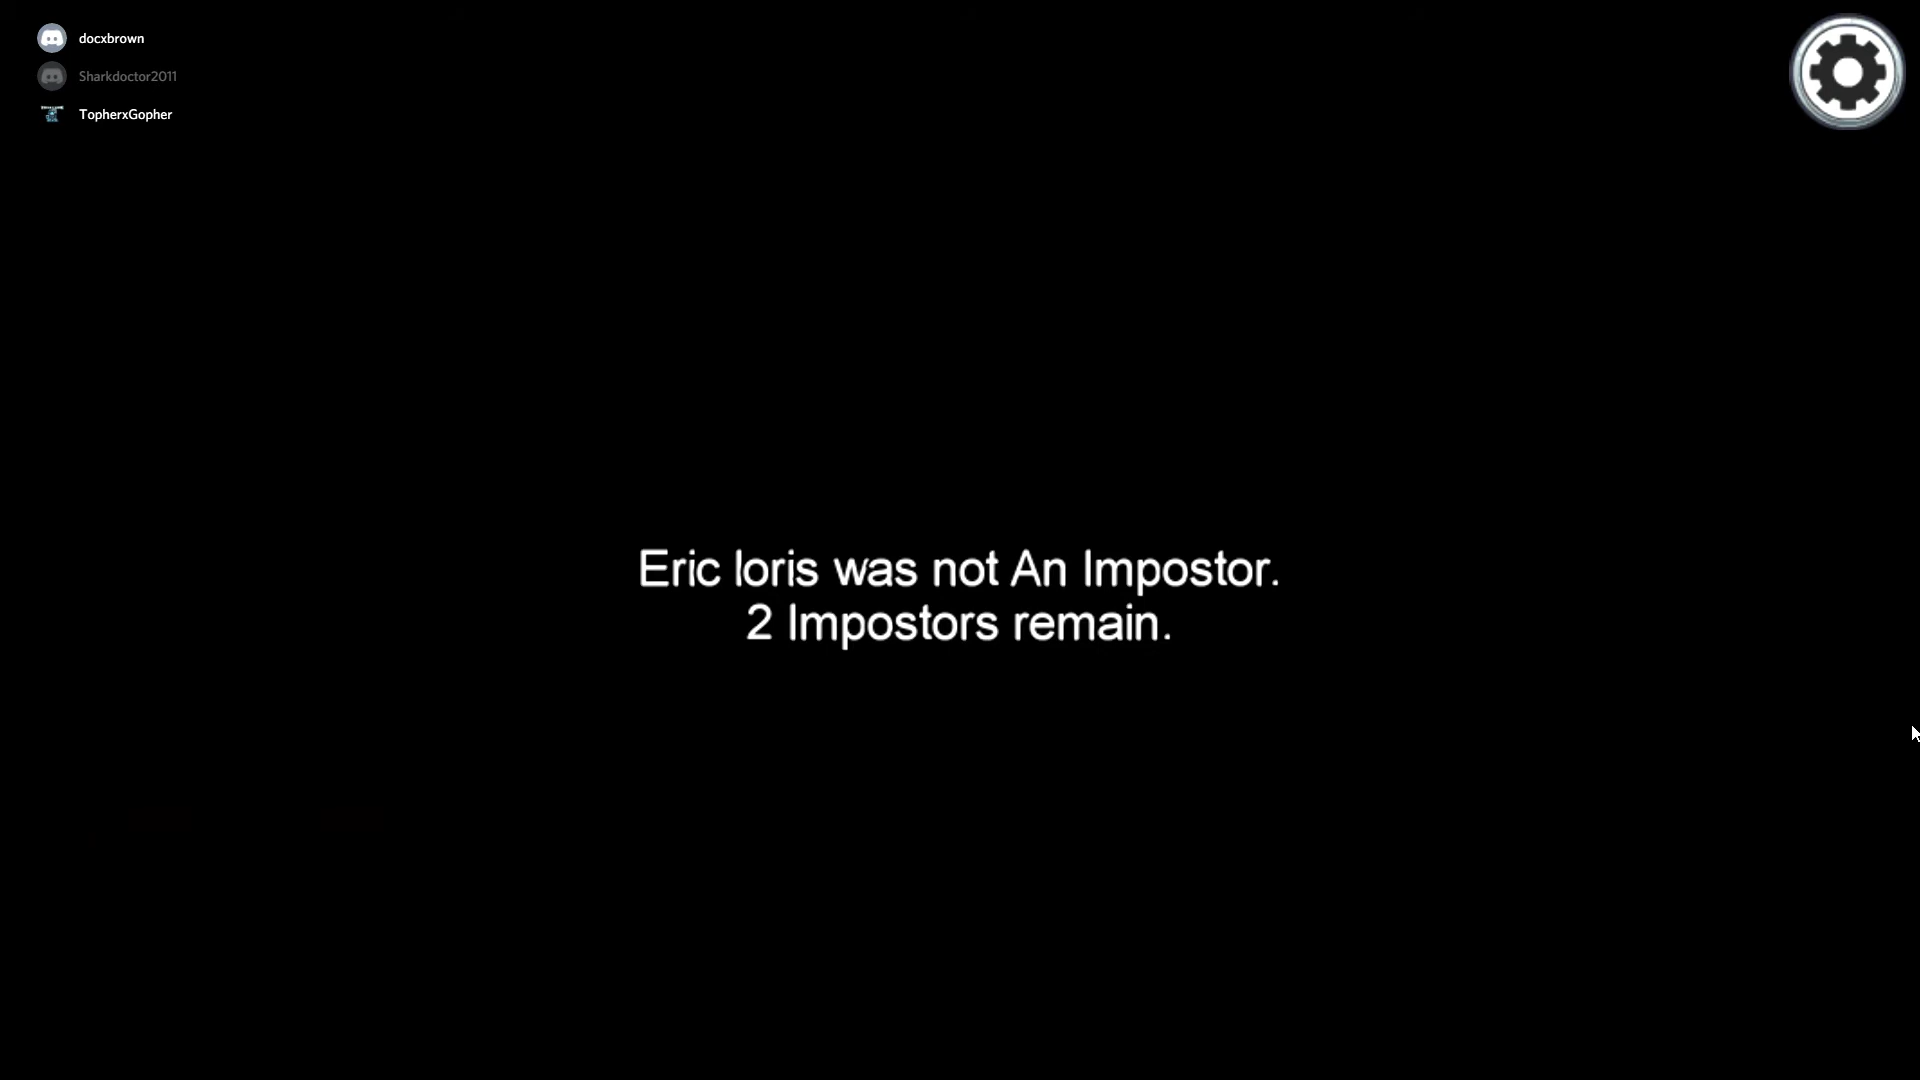 docxbrown
Sharkdoctor2011
TopherxGopher
Eric loris was not An Impostor.
2 Impostors remain.